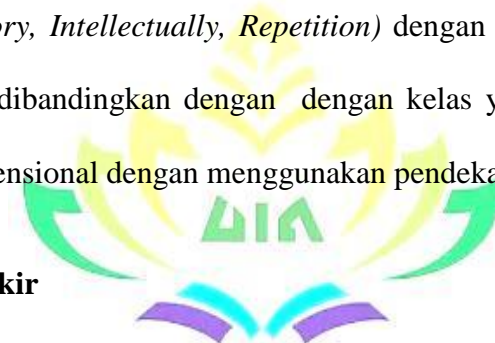 ory, Intellectually, Repetition) dengan
dibandingkan dengan dengan kelas y
ensional dengan menggunakan pendeka
kir